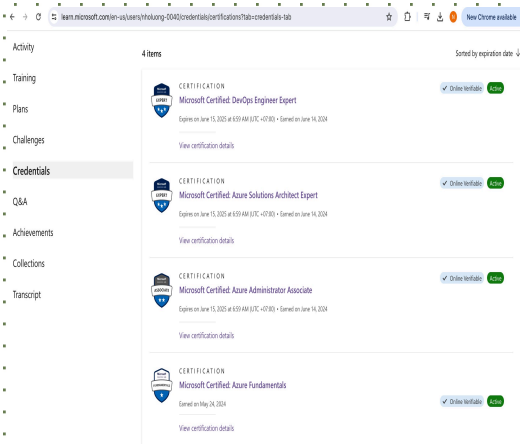 learn.microsoft.com/en-us/users/nholuong-0040/credentials/certifications?tab=credentials-tab
New Chrome available
Activity
Training
Plans
Challenges
Credentials
Q&A
Achievements
Collections
Transcript
4 items
Sorted by expiration date ↓
EXPERT
CERTIFICATION
Microsoft Certified: DevOps Engineer Expert
Expires on June 15, 2025 at 6:59 AM (UTC +07:00) • Earned on June 14, 2024
View certification details
✓ Online Verifiable
Active
EXPERT
CERTIFICATION
Microsoft Certified: Azure Solutions Architect Expert
Expires on June 15, 2025 at 6:59 AM (UTC +07:00) • Earned on June 14, 2024
View certification details
✓ Online Verifiable
Active
ASSOCIATE
CERTIFICATION
Microsoft Certified: Azure Administrator Associate
Expires on June 15, 2025 at 6:59 AM (UTC +07:00) • Earned on June 14, 2024
View certification details
✓ Online Verifiable
Active
CERTIFICATION
Microsoft Certified: Azure Fundamentals
Earned on May 24, 2024
View certification details
✓ Online Verifiable
Active